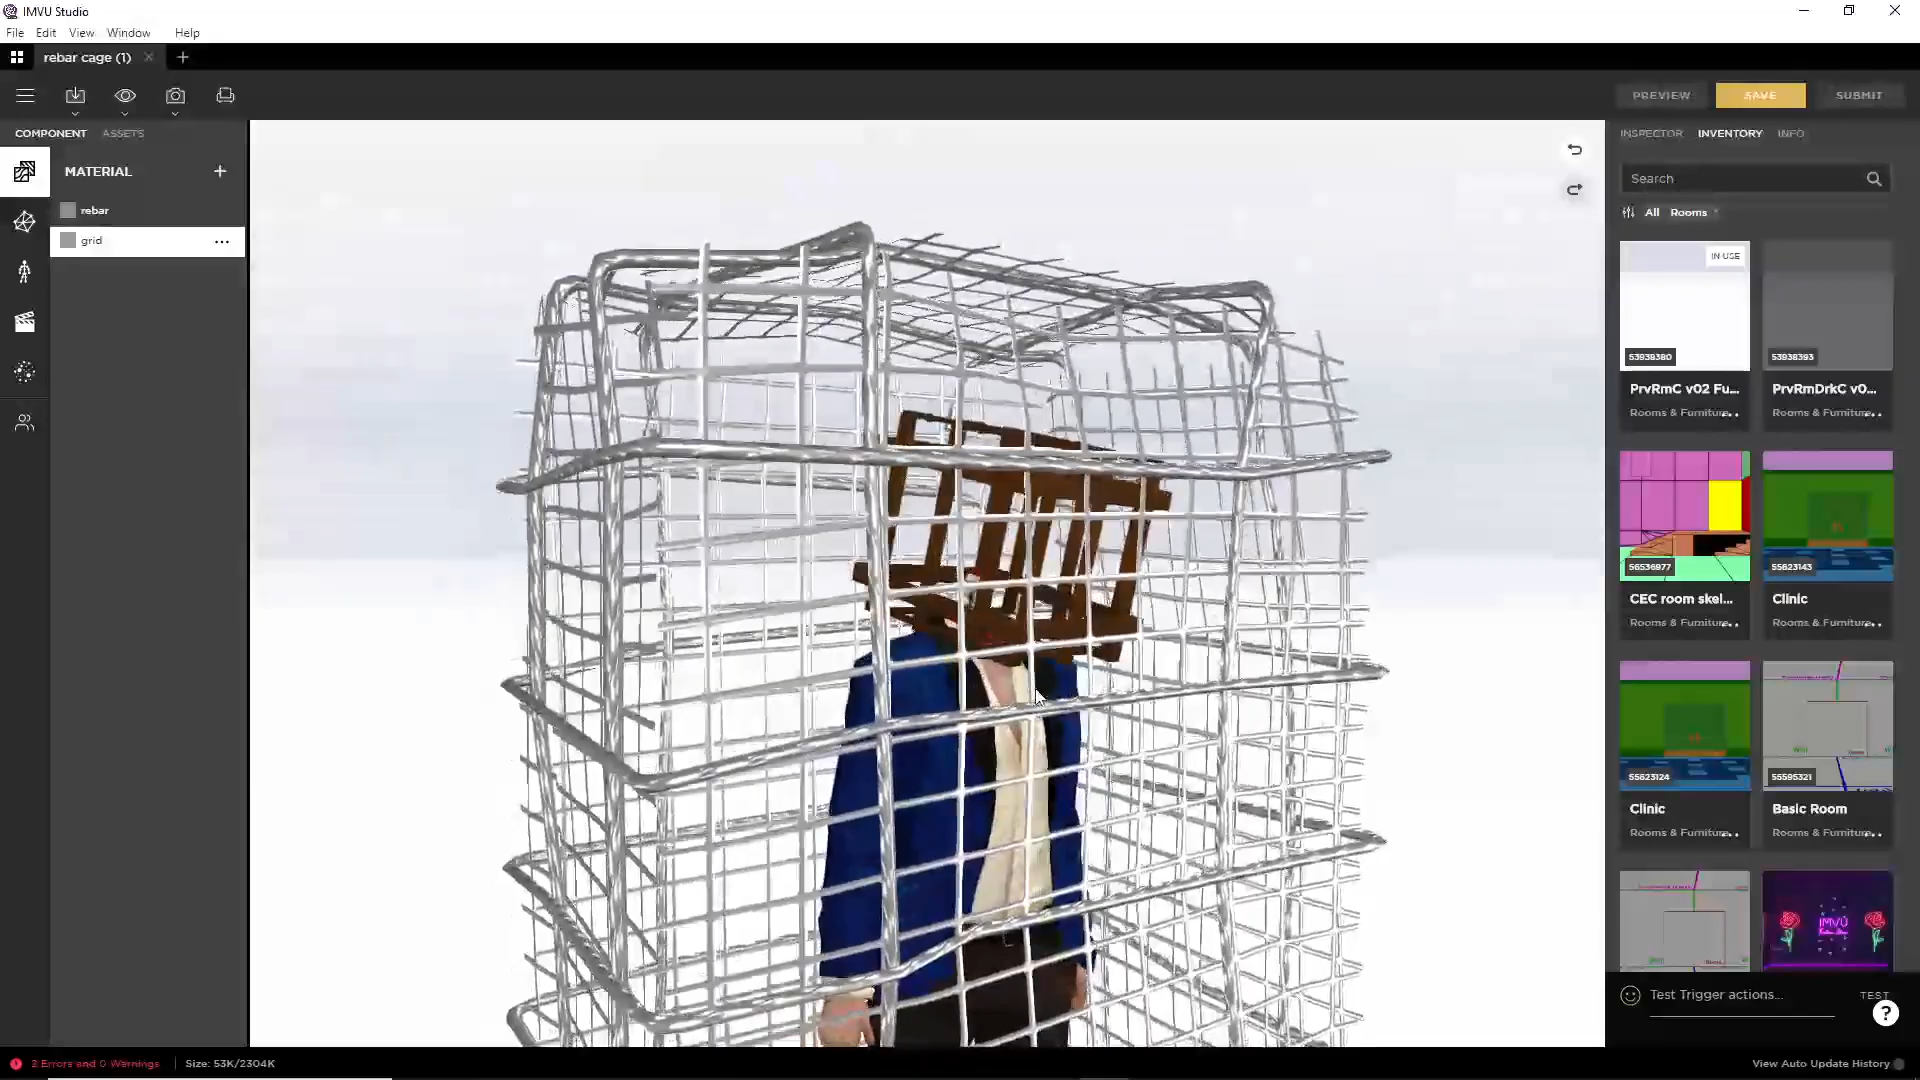 IMVU Studio
File Edit View Window Help
rebar cage (1)
PREVIEW SAVE SUBMIT
COMPONENT ASSETS
INSPECTOR INVENTORY INFO
MATERIAL
rebar
grid
Search
All Rooms
IN USE
53938380
53938393
PrvRmC v02 Fu...
PrvRmDrkC v0...
Rooms & Furniture...
Rooms & Furniture...
56536977
55623143
CEC room skel...
Clinic
Rooms & Furniture...
Rooms & Furniture...
55623124
55595321
Clinic
Basic Room
Rooms & Furniture...
Rooms & Furniture...
IMVU
Test Trigger actions...
TEST
?
2 Errors and 0 Warnings
Size: 53K/2304K
View Auto Update History